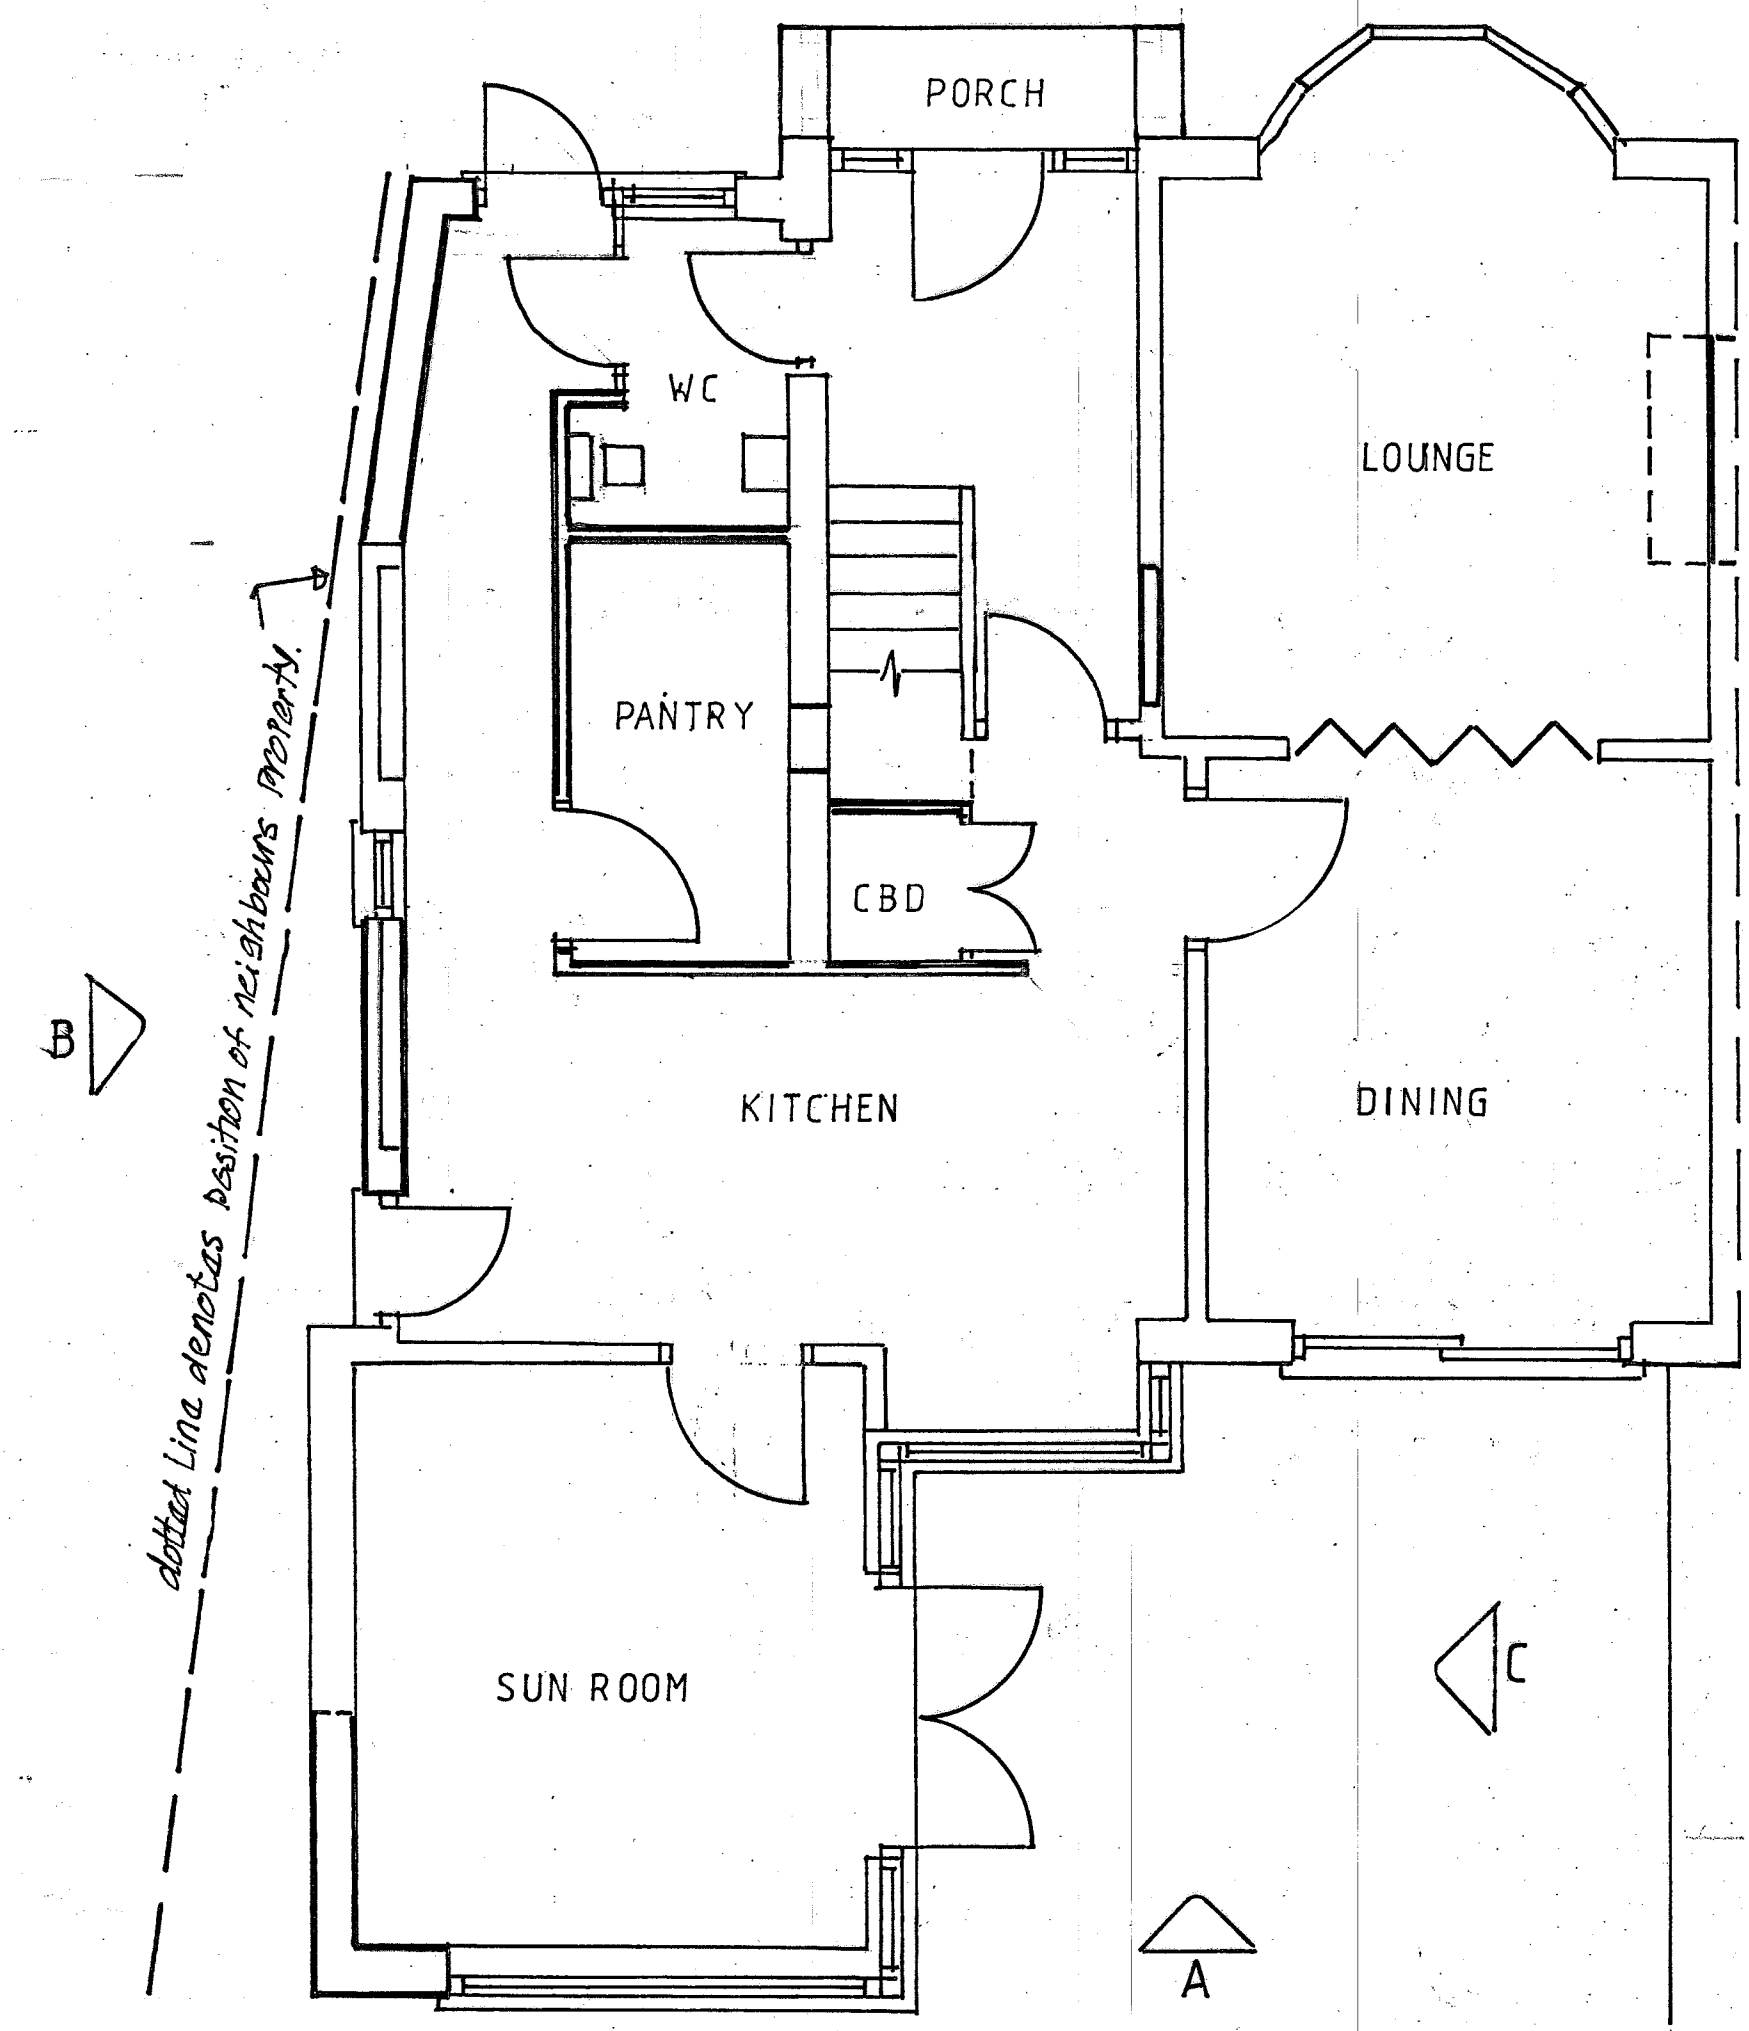 PORCH
WC
LOUNGE
PANTRY
CBD
B
KITCHEN
DINING
dotted Line denotes position of neighbours property.
SUN ROOM
C
A